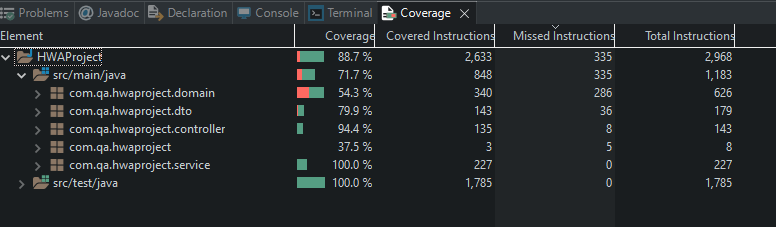 Problems Javadoc Declaration Console Terminal Coverage
Element Coverage Covered Instructions Missed Instructions Total Instructions
HWAProject 88.7 % 2,633 335 2,968
src/main/java 71.7 % 848 335 1,183
com.qa.hwaproject.domain 54.3 % 340 286 626
com.qa.hwaproject.dto 79.9 % 143 36 179
com.qa.hwaproject.controller 94.4 % 135 8 143
com.qa.hwaproject 37.5 % 3 5 8
com.qa.hwaproject.service 100.0 % 227 0 227
src/test/java 100.0 % 1,785 0 1,785